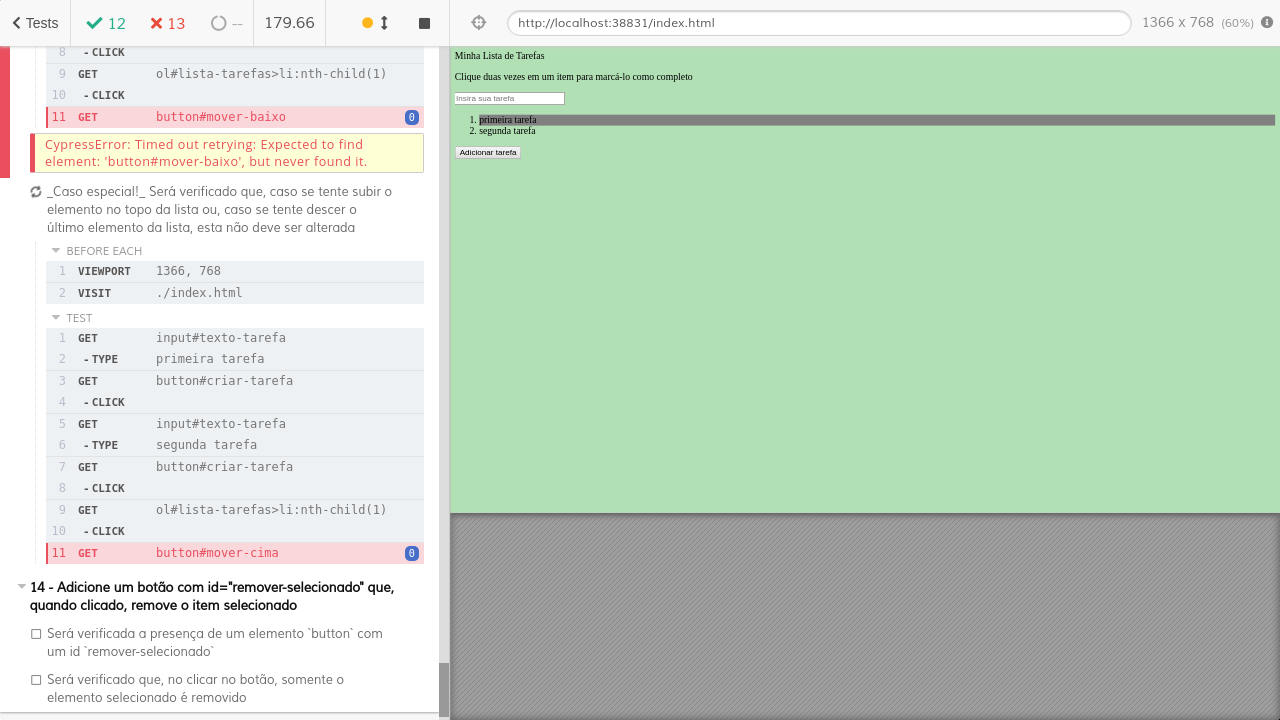 Tests
12
13
--
179.66
http://localhost:38831/index.html
1366 x 768 (60%)
8 - CLICK
9 GET ol#lista-tarefas>li:nth-child(1)
10 - CLICK
11 GET button#mover-baixo 0
CypressError: Timed out retrying: Expected to find
element: 'button#mover-baixo', but never found it.
_Caso especial!_ Será verificado que, caso se tente subir o
elemento no topo da lista ou, caso se tente descer o
último elemento da lista, esta não deve ser alterada
BEFORE EACH
1 VIEWPORT 1366, 768
2 VISIT ./index.html
TEST
1 GET input#texto-tarefa
2 - TYPE primeira tarefa
3 GET button#criar-tarefa
4 - CLICK
5 GET input#texto-tarefa
6 - TYPE segunda tarefa
7 GET button#criar-tarefa
8 - CLICK
9 GET ol#lista-tarefas>li:nth-child(1)
10 - CLICK
11 GET button#mover-cima 0
14 - Adicione um botão com id="remover-selecionado" que,
quando clicado, remove o item selecionado
Será verificada a presença de um elemento `button` com
um id `remover-selecionado`
Será verificado que, no clicar no botão, somente o
elemento selecionado é removido
Minha Lista de Tarefas
Clique duas vezes em um item para marcá-lo como completo
Insira sua tarefa
1. primeira tarefa
2. segunda tarefa
Adicionar tarefa